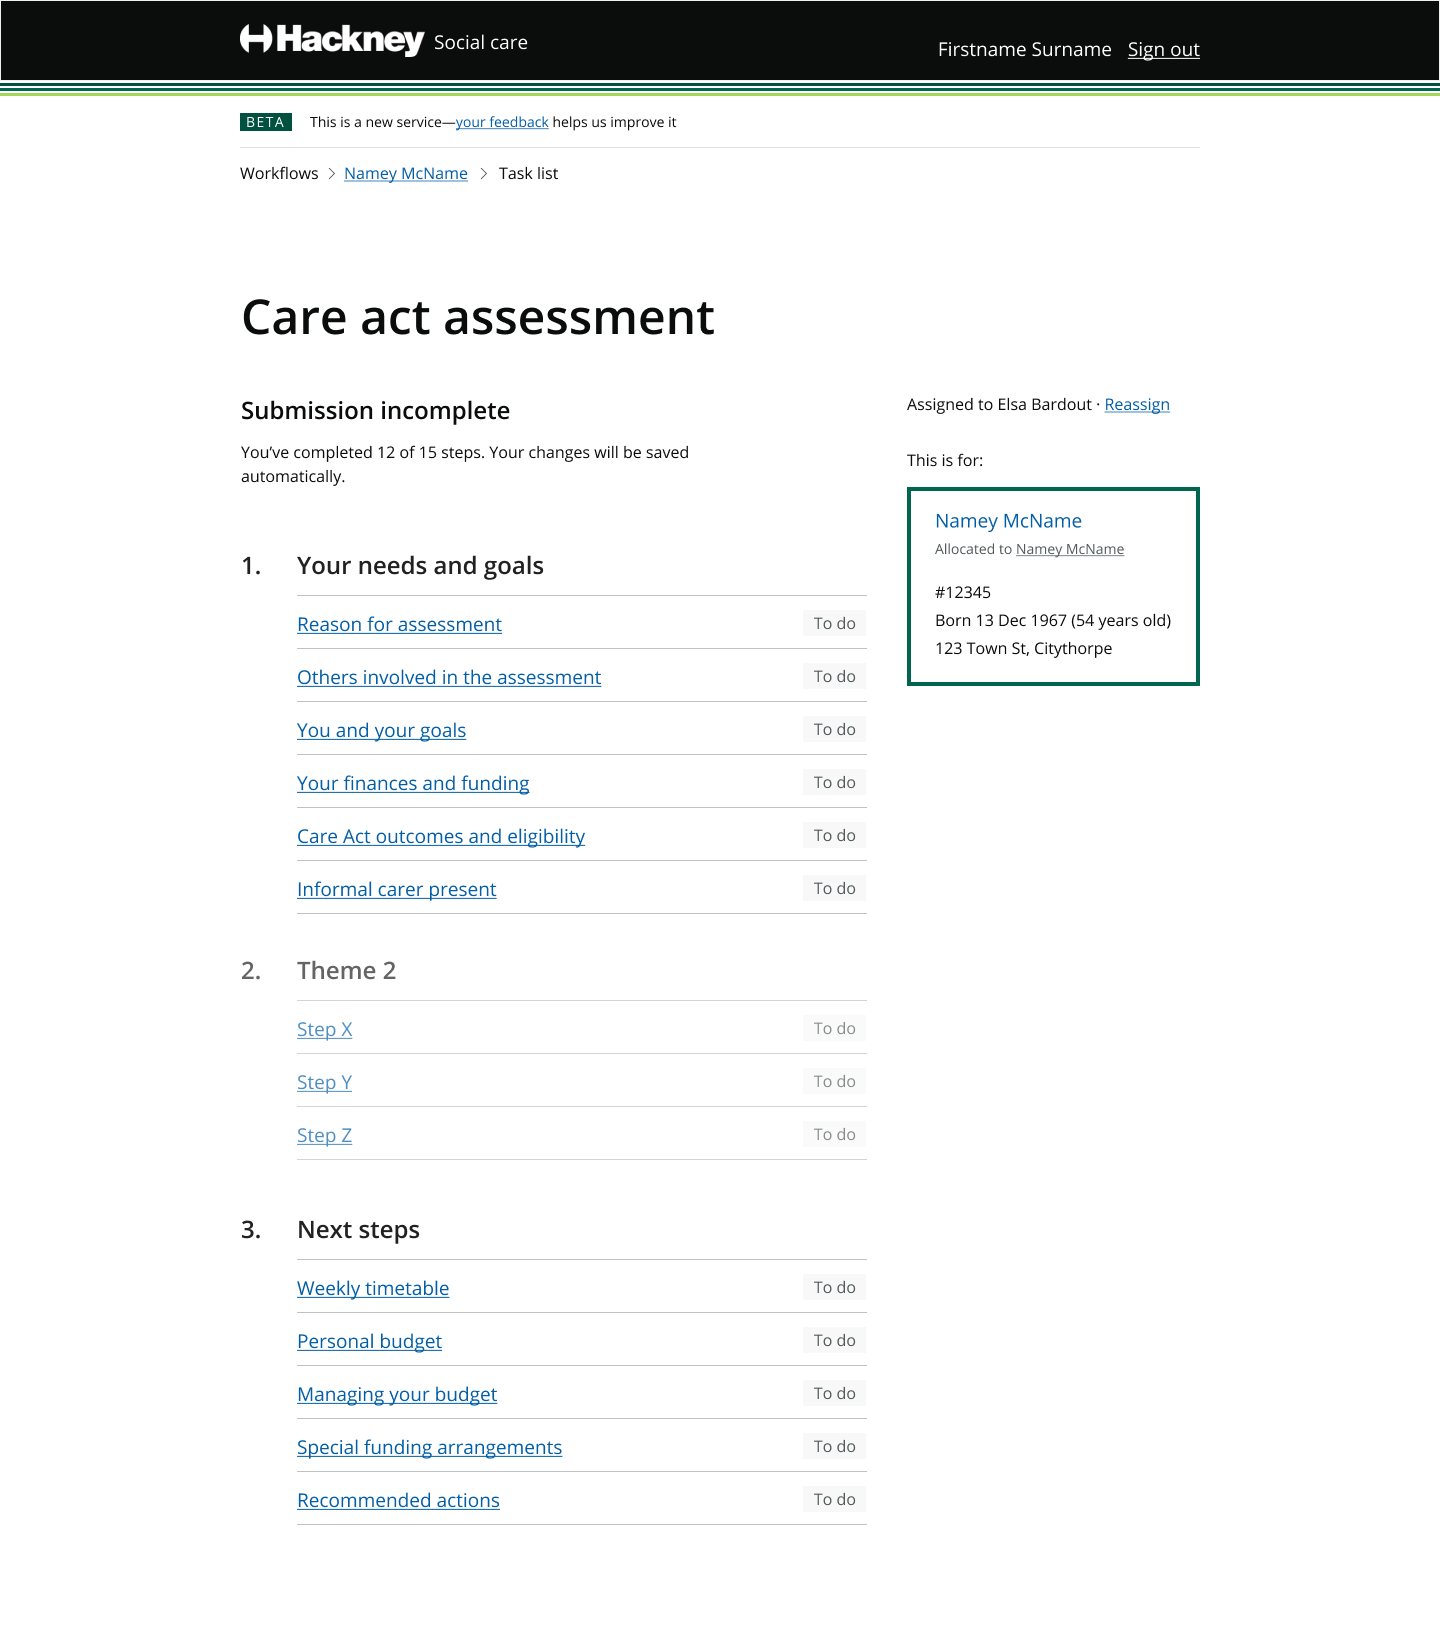 Hackney Social care
Firstname Surname Sign out
BETA This is a new service—your feedback helps us improve it
Workflows > Namey McName > Task list
Care act assessment
Submission incomplete
You’ve completed 12 of 15 steps. Your changes will be saved
automatically.
1. Your needs and goals
Reason for assessment To do
Others involved in the assessment To do
You and your goals To do
Your finances and funding To do
Care Act outcomes and eligibility To do
Informal carer present To do
2. Theme 2
Step X To do
Step Y To do
Step Z To do
3. Next steps
Weekly timetable To do
Personal budget To do
Managing your budget To do
Special funding arrangements To do
Recommended actions To do
Assigned to Elsa Bardout · Reassign
This is for:
Namey McName
Allocated to Namey McName
#12345
Born 13 Dec 1967 (54 years old)
123 Town St, Citythorpe